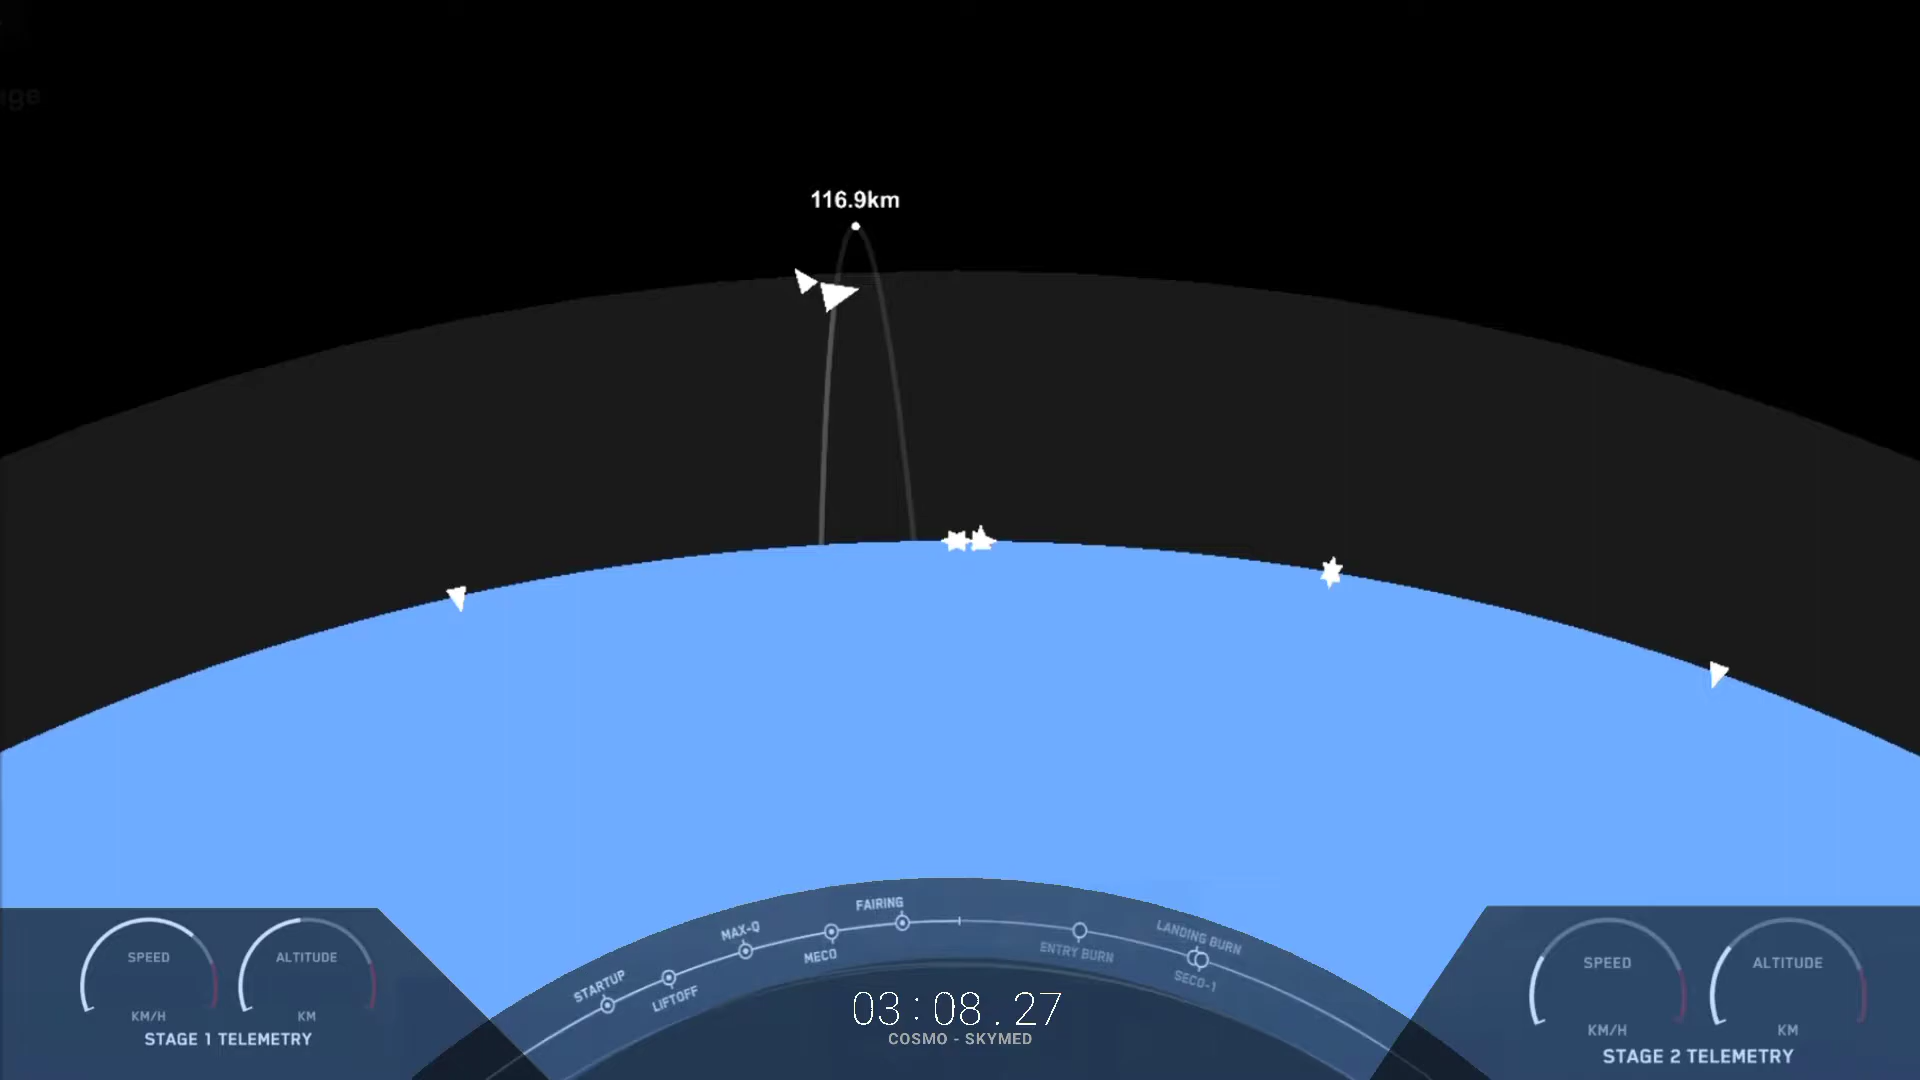 116.9km
FAIRING
MAX-Q
MECO
STARTUP
LIFTOFF
LANDING BURN
ENTRY BURN
SECO-1
SPEED
KM/H
ALTITUDE
KM
STAGE 1 TELEMETRY
03:08.27
COSMO - SKYMED
SPEED
KM/H
ALTITUDE
KM
STAGE 2 TELEMETRY